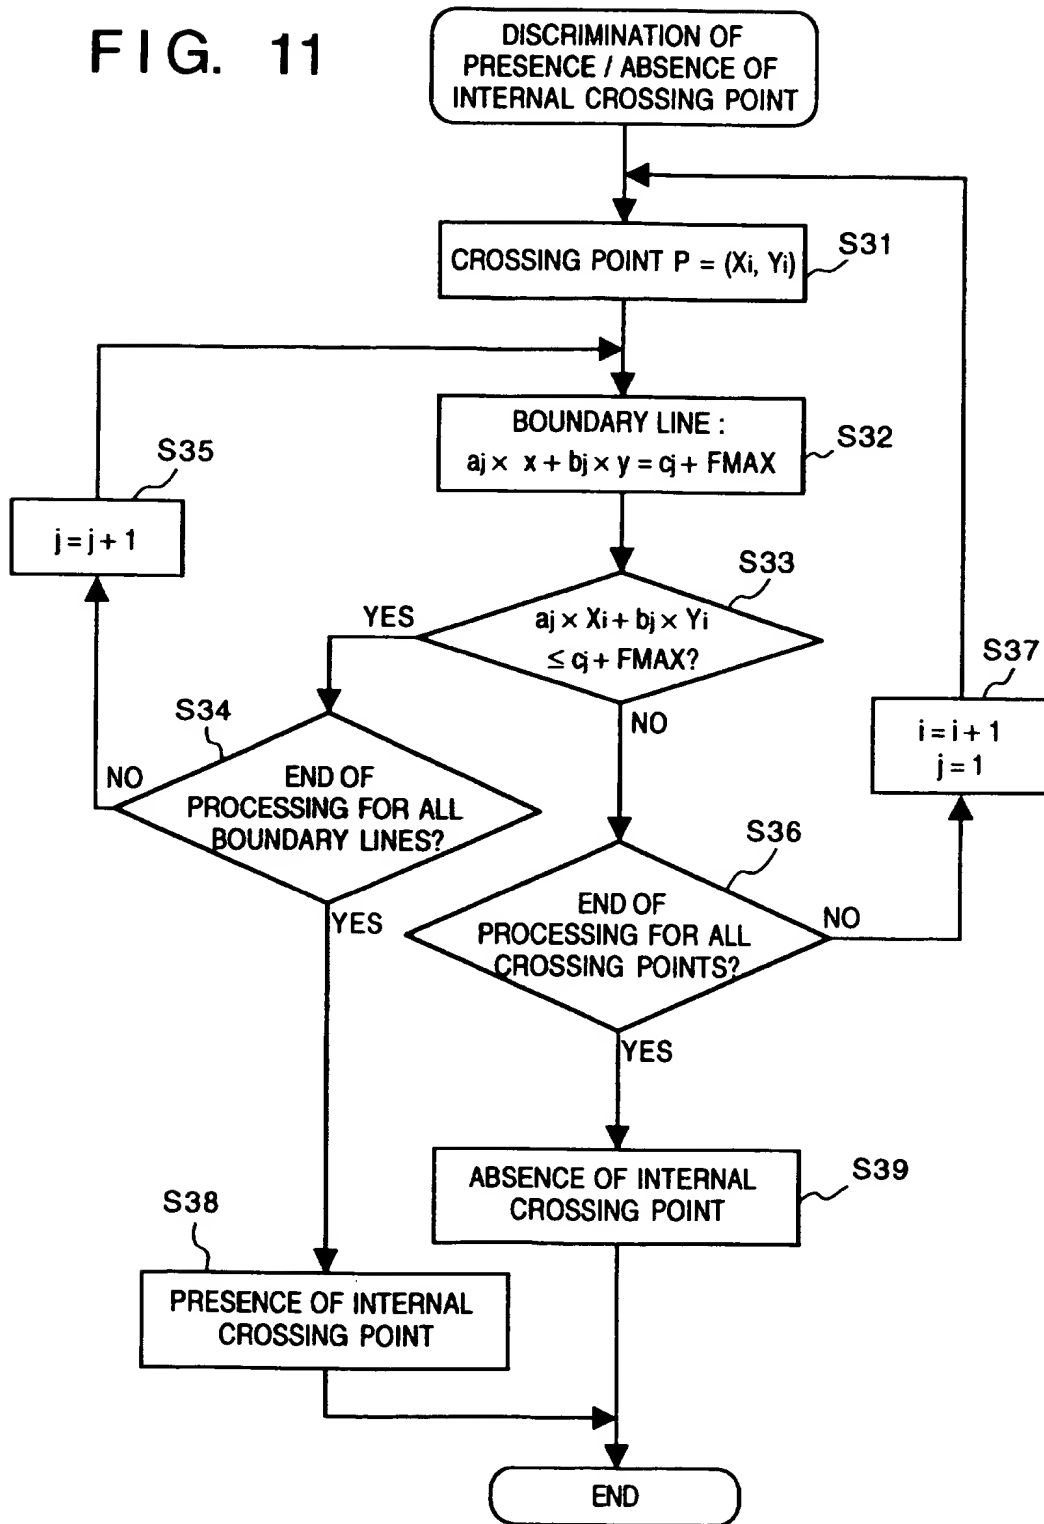 FIG. 11
DISCRIMINATION OF
PRESENCE / ABSENCE OF
INTERNAL CROSSING POINT
CROSSING POINT P = (Xi, Yi)
S31
BOUNDARY LINE :
aj × x + bj × y = cj + FMAX
S32
S35
j = j + 1
S33
aj × Xi + bj × Yi
≤ cj + FMAX?
YES
NO
S37
i = i + 1
j = 1
S34
END OF
PROCESSING FOR ALL
BOUNDARY LINES?
NO
YES
S36
END OF
PROCESSING FOR ALL
CROSSING POINTS?
NO
YES
ABSENCE OF INTERNAL
CROSSING POINT
S39
S38
PRESENCE OF INTERNAL
CROSSING POINT
END